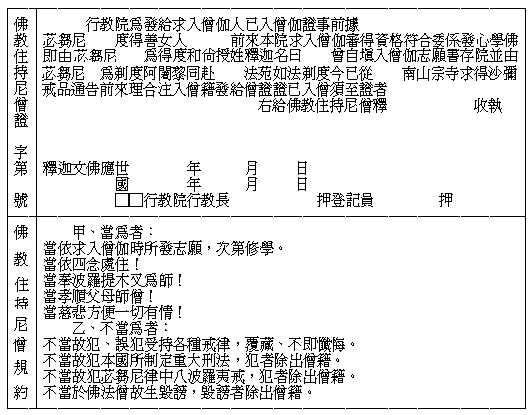 佛教住持尼僧證 字第 號
行教院爲發給求入僧伽人已入僧伽證事前據
苾芻尼 度得善女人 前來本院求入僧伽審得資格符合委係發心學佛
即由苾芻尼 爲得度和尚授姓釋迦名曰 曾自填入僧伽志願書存院並由
苾芻尼 爲剃度阿闍黎同赴 法苑如法剃度今已從 南山宗寺求得沙彌
戒品通告前來理合注入僧籍發給僧證證已入僧須至證者
右給佛教住持尼僧釋 收執
釋迦文佛應世 年 月 日
國 年 月 日
□□行教院行教長 押登記員 押
佛教住持尼僧規約
甲、當爲者：
當依求入僧伽時所發志願，次第修學。
當依四念處住！
當奉波羅提木叉爲師！
當孝順父母師僧！
當慈悲方便一切有情！
乙、不當爲者：
不當故犯、誤犯受持各種戒律，覆藏、不即懺悔。
不當故犯本國所制定重大刑法，犯者除出僧籍。
不當故犯苾芻尼律中八波羅夷戒，犯者除出僧籍。
不當於佛法僧故生毀謗，毀謗者除出僧籍。